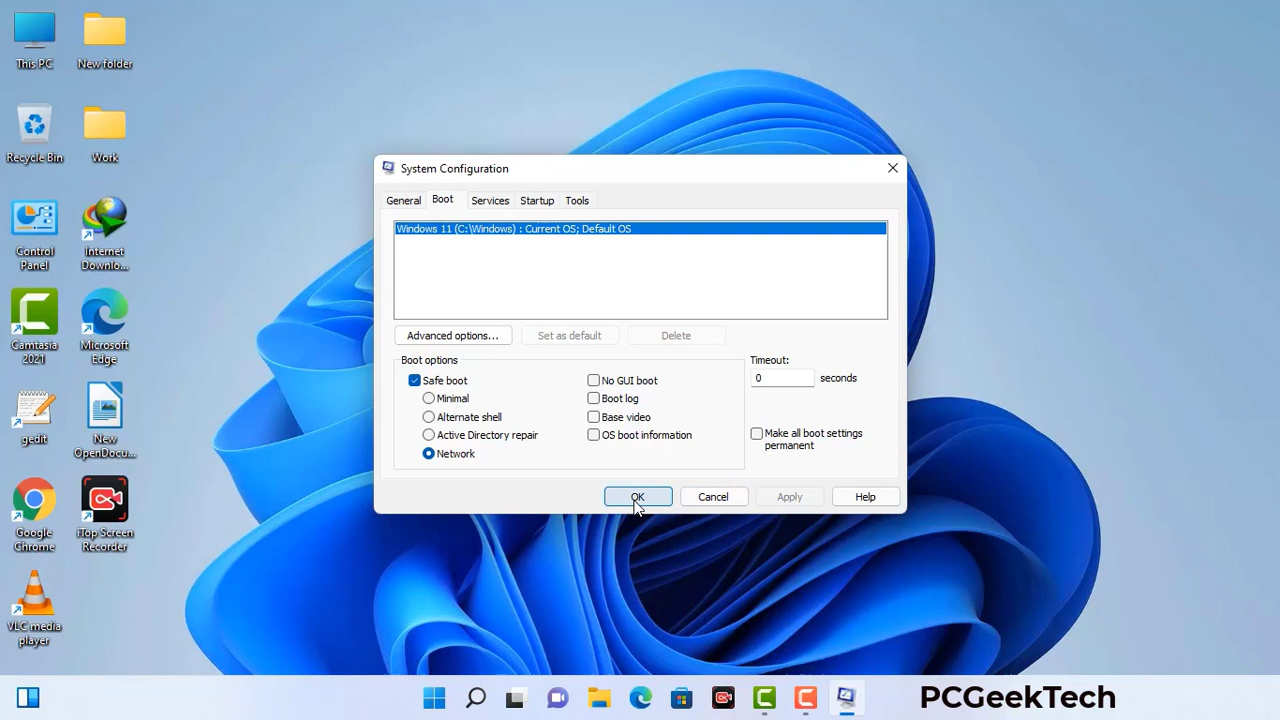 This PC
New folder
Recycle Bin
Work
Control
Panel
Internet
Downlo...
Camtasia
2021
Microsoft
Edge
gedit
New
OpenDocu...
Google
Chrome
iTop Screen
Recorder
VLC media
player
System Configuration
General
Boot
Services
Startup
Tools
Windows 11 (C:\Windows) : Current OS; Default OS
Advanced options...
Set as default
Delete
Boot options
Safe boot
Minimal
Alternate shell
Active Directory repair
Network
No GUI boot
Boot log
Base video
OS boot information
Timeout:
0 seconds
Make all boot settings
permanent
OK
Cancel
Apply
Help
PCGeekTech